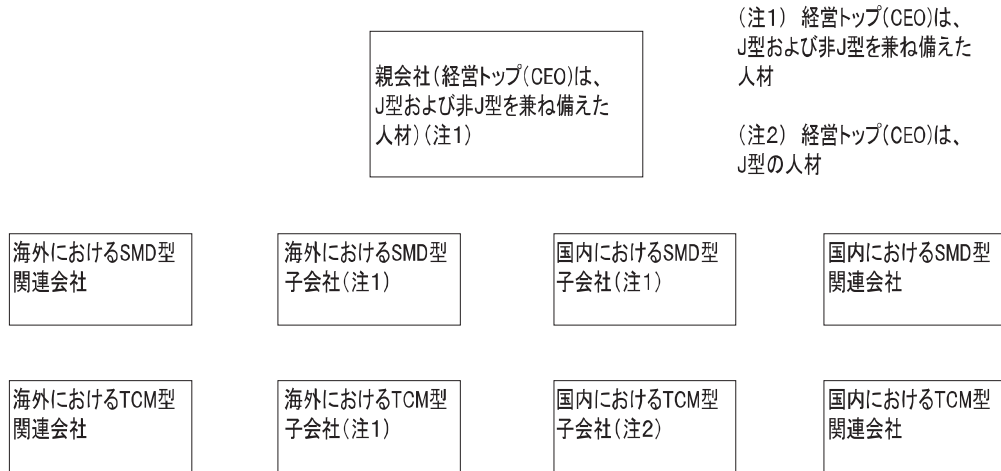 親会社(経営トップ(CEO)は、
J型および非J型を兼ね備えた
人材)(注1)
(注1) 経営トップ(CEO)は、
J型および非J型を兼ね備えた
人材
(注2) 経営トップ(CEO)は、
J型の人材
海外におけるSMD型
関連会社
海外におけるSMD型
子会社(注1)
国内におけるSMD型
子会社(注1)
国内におけるSMD型
関連会社
海外におけるTCM型
関連会社
海外におけるTCM型
子会社(注1)
国内におけるTCM型
子会社(注2)
国内におけるTCM型
関連会社